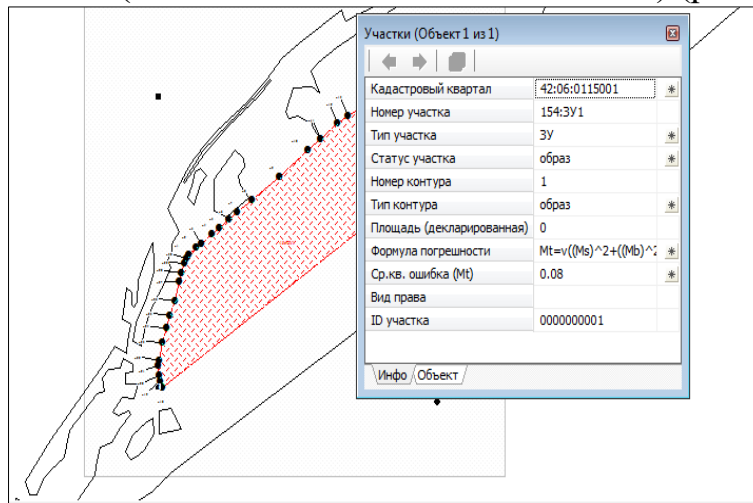 Участки (Объект 1 из 1)
Кадастровый квартал 42:06:0115001
Номер участка 154:ЗУ1
Тип участка ЗУ
Статус участка образ
Номер контура 1
Тип контура образ
Площадь (декларированная) 0
Формула погрешности Mt=v((Ms)^2+((Mb)^2
Ср.кв. ошибка (Mt) 0.08
Вид права
ID участка 0000000001
Инфо Объект